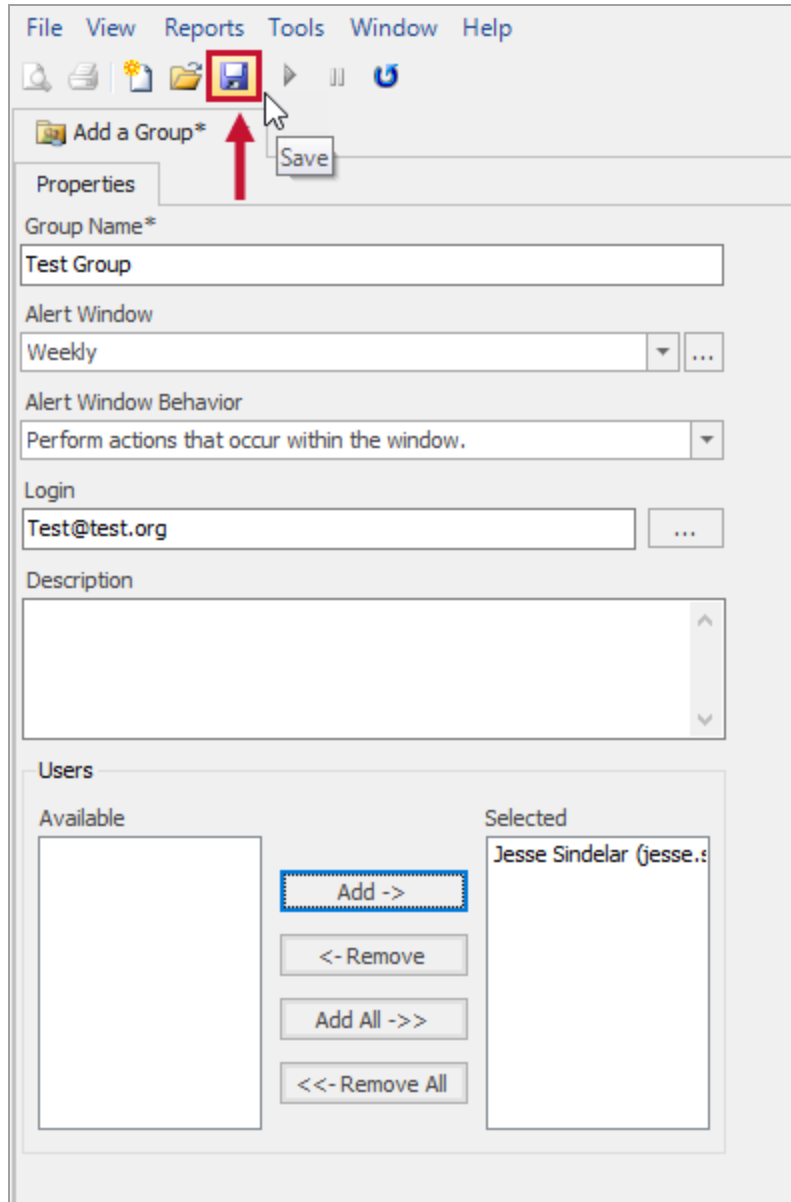 File View Reports Tools Window Help
Add a Group*
Save
Properties
Group Name*
Test Group
Alert Window
Weekly
...
Alert Window Behavior
Perform actions that occur within the window.
Login
Test@test.org
...
Description
Users
Available
Selected
Jesse Sindelar (jesse.s
Add ->
<- Remove
Add All ->>
<<- Remove All